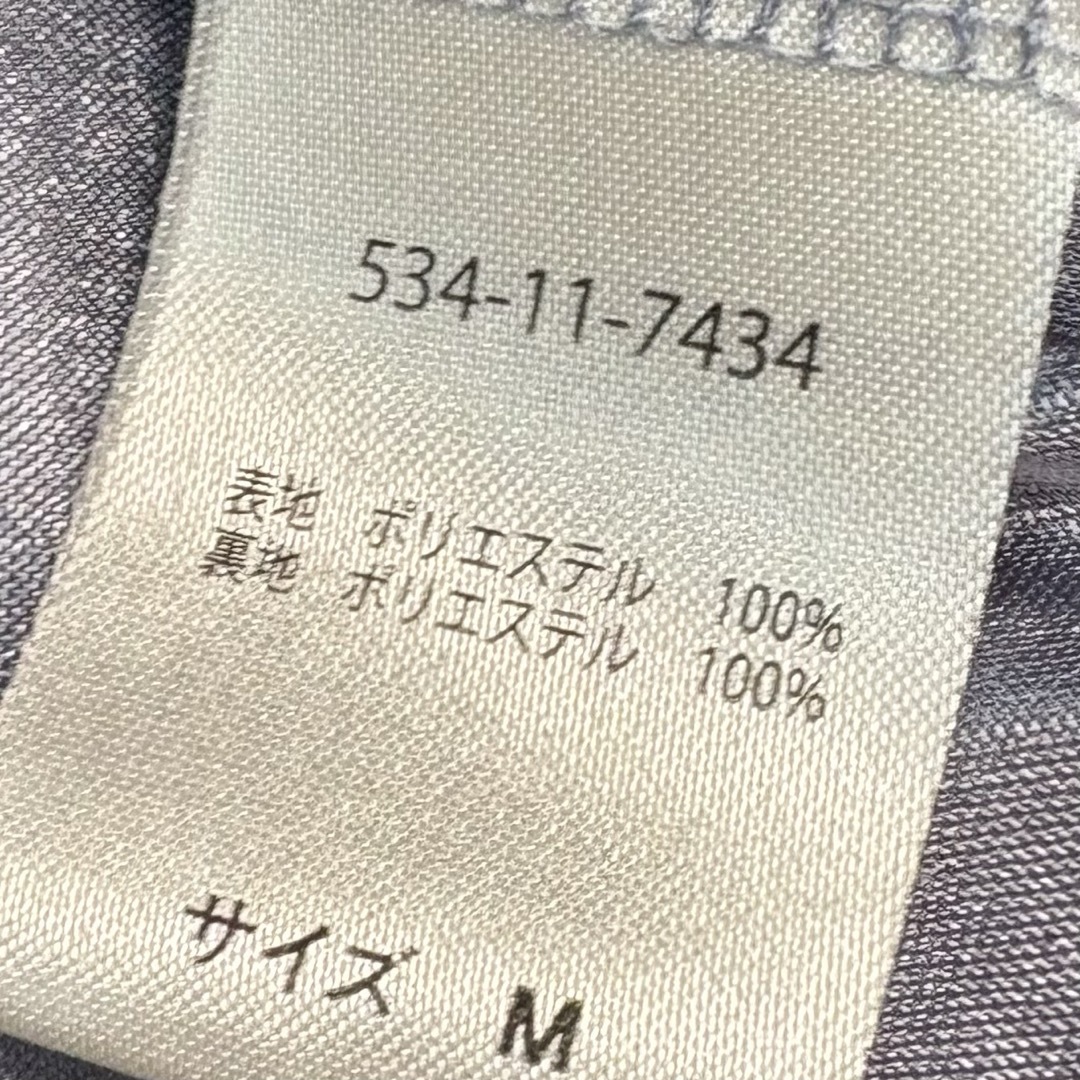 534-11-7434
表地 ポリエステル 100%
裏地 ポリエステル 100%
サイズ M